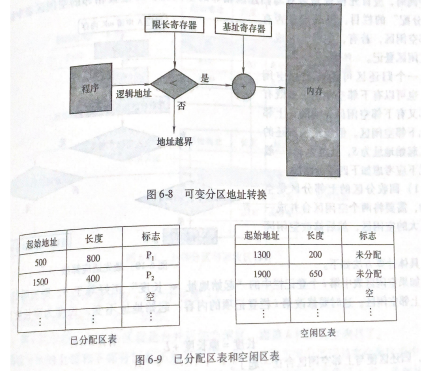 限长寄存器
基址寄存器
程序
逻辑地址
<
是
+
内存
否
地址越界
图 6-8 可变分区地址转换
起始地址 长度 标志
500 800 P₁
1500 400 P₂
空
⋮ ⋮ ⋮
已分配区表
起始地址 长度 标志
1300 200 未分配
1900 650 未分配
空
⋮ ⋮ ⋮
空闲区表
图 6-9 已分配区表和空闲区表